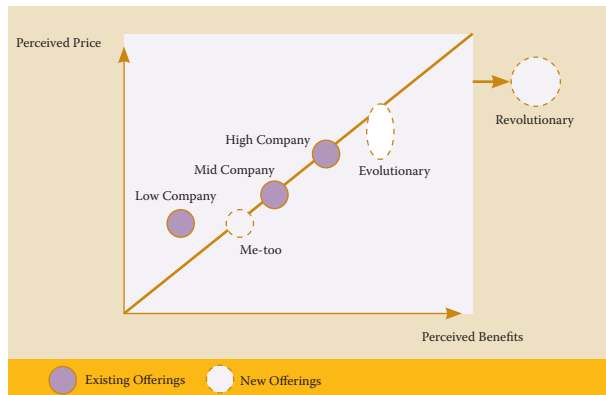 Perceived Price
Revolutionary
High Company
Mid Company
Evolutionary
Low Company
Me-too
Perceived Benefits
Existing Offerings
New Offerings